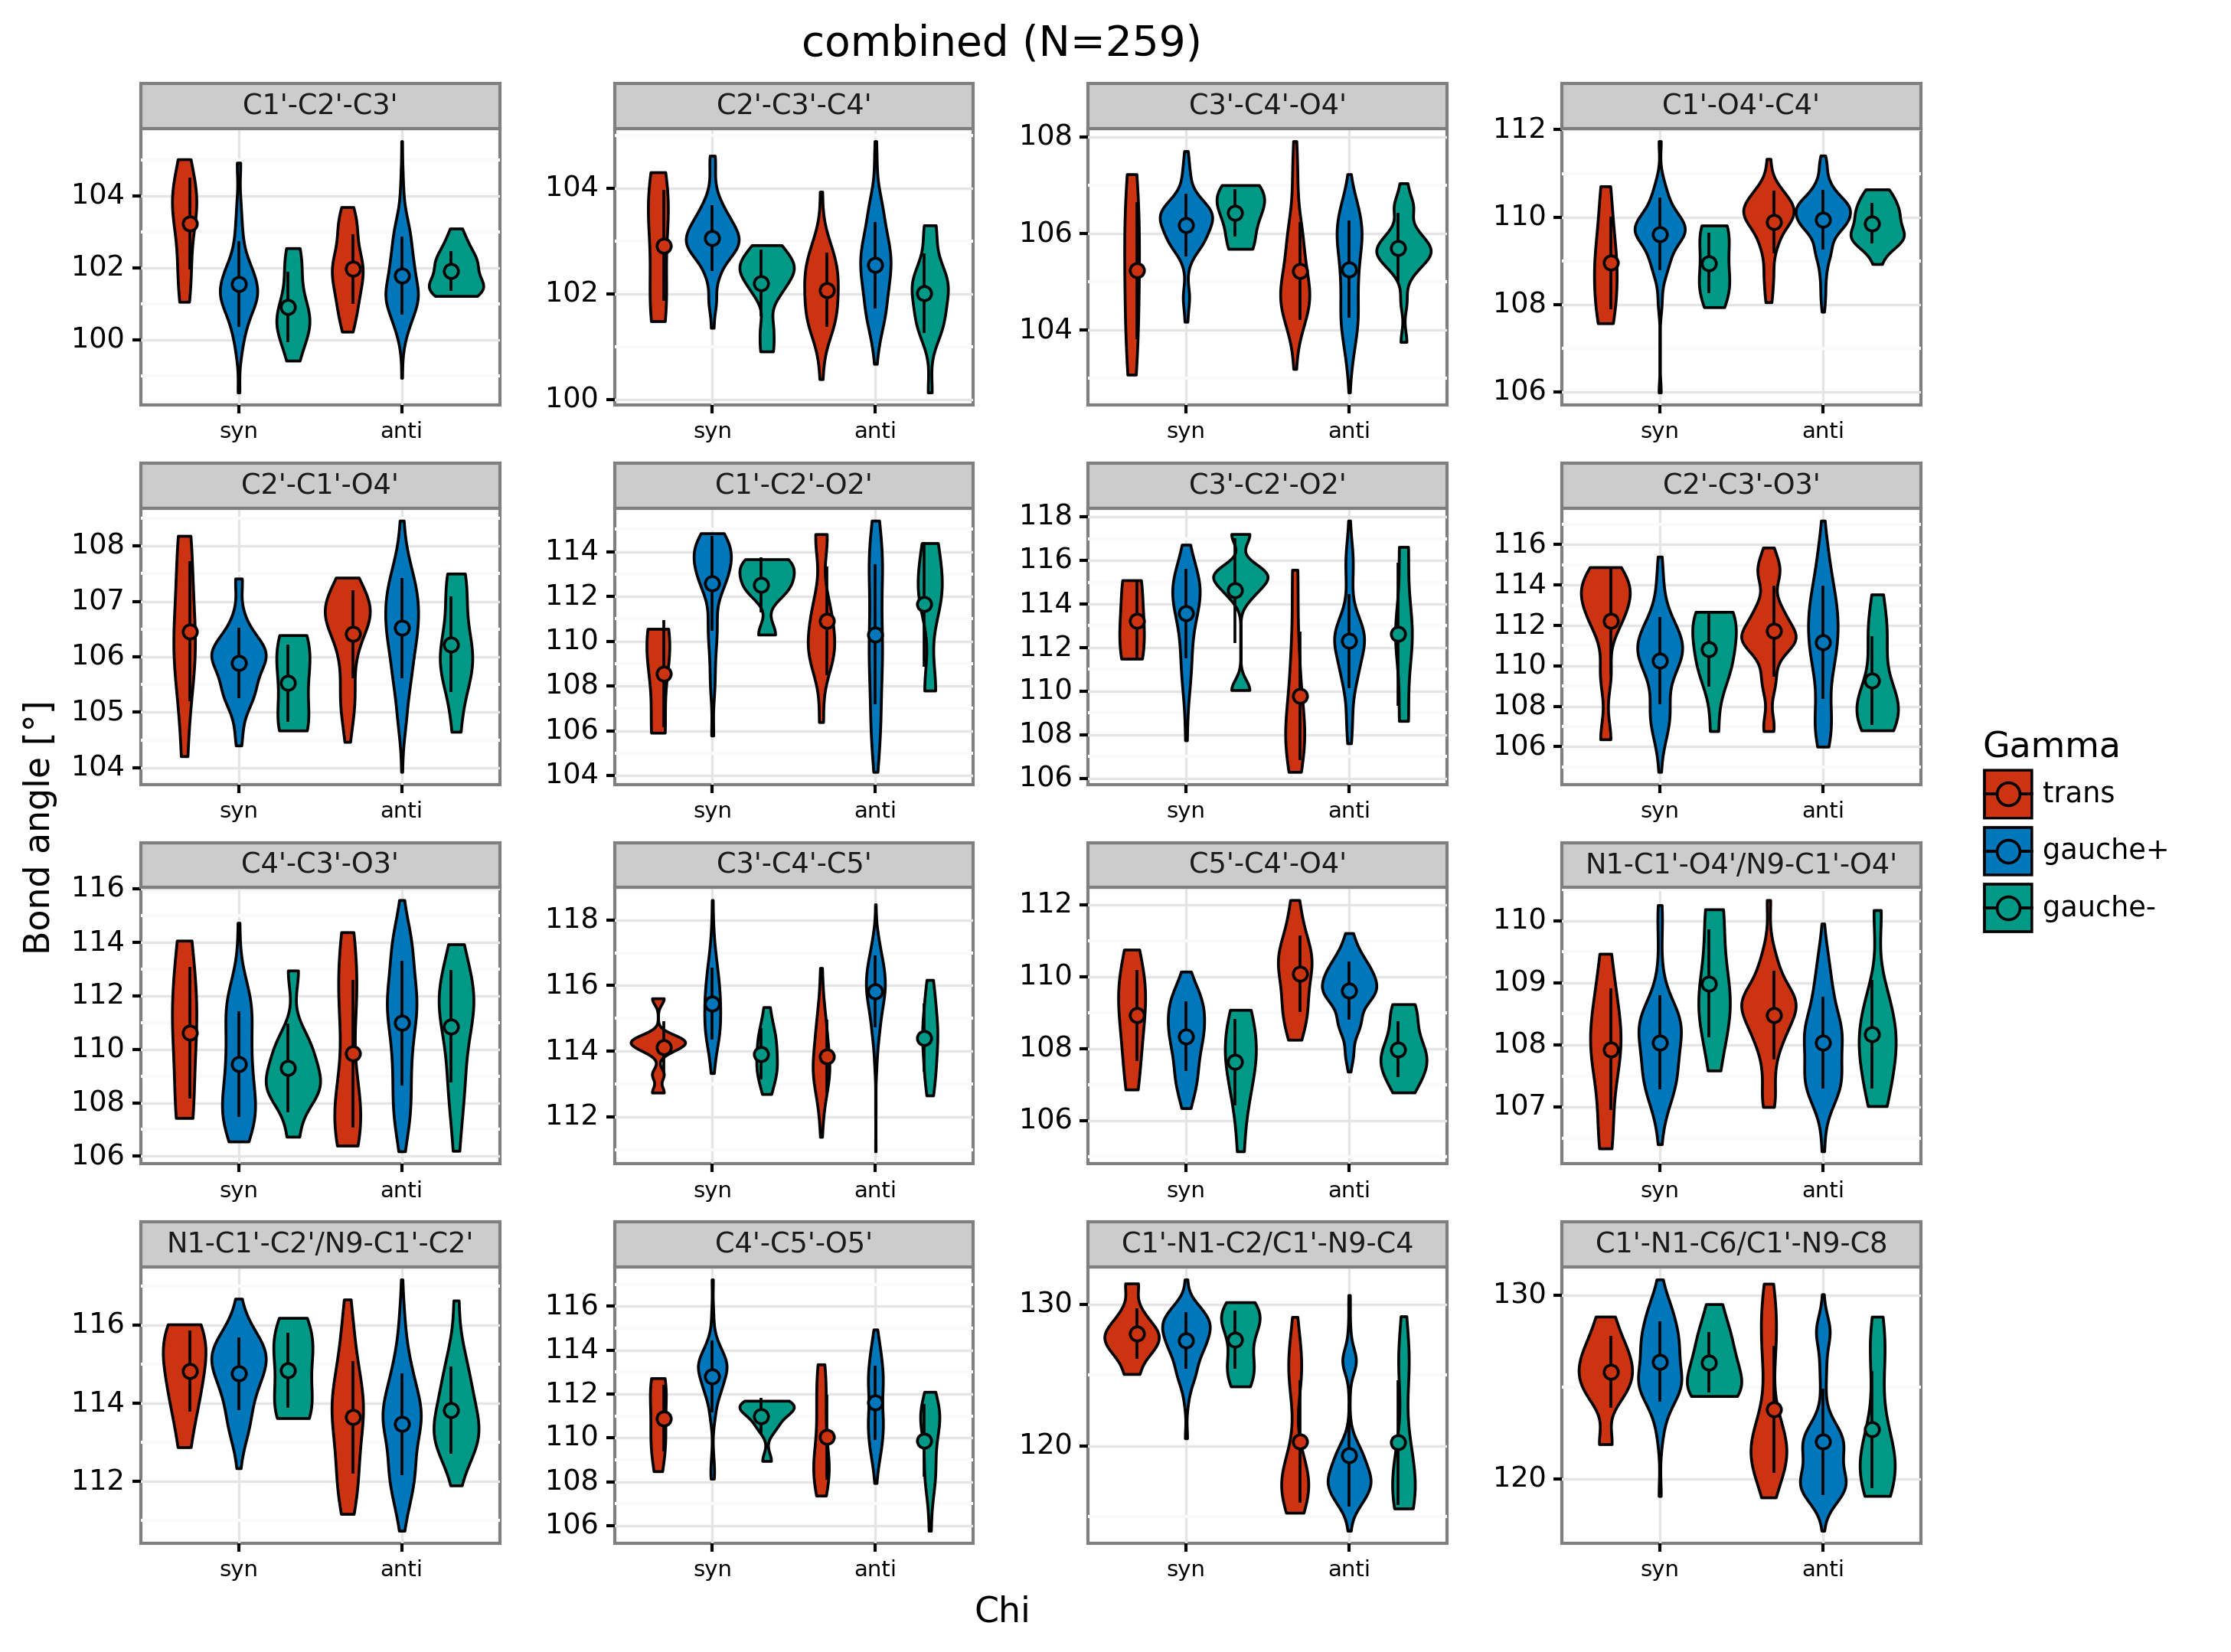 combined (N=259)
C1'-C2'-C3'
C2'-C3'-C4'
C3'-C4'-O4'
C1'-O4'-C4'
104
102
100
104
102
100
108
106
104
112
110
108
106
syn anti
syn anti
syn anti
syn anti
C2'-C1'-O4'
C1'-C2'-O2'
C3'-C2'-O2'
C2'-C3'-O3'
108
107
106
105
104
114
112
110
108
106
104
118
116
114
112
110
108
106
116
114
112
110
108
106
syn anti
syn anti
syn anti
syn anti
C4'-C3'-O3'
C3'-C4'-C5'
C5'-C4'-O4'
N1-C1'-O4'/N9-C1'-O4'
116
114
112
110
108
106
118
116
114
112
112
110
108
106
110
109
108
107
syn anti
syn anti
syn anti
syn anti
N1-C1'-C2'/N9-C1'-C2'
C4'-C5'-O5'
C1'-N1-C2/C1'-N9-C4
C1'-N1-C6/C1'-N9-C8
116
114
112
116
114
112
110
108
106
130
120
130
120
syn anti
syn anti
syn anti
syn anti
Bond angle [°]
Chi
Gamma
trans
gauche+
gauche-